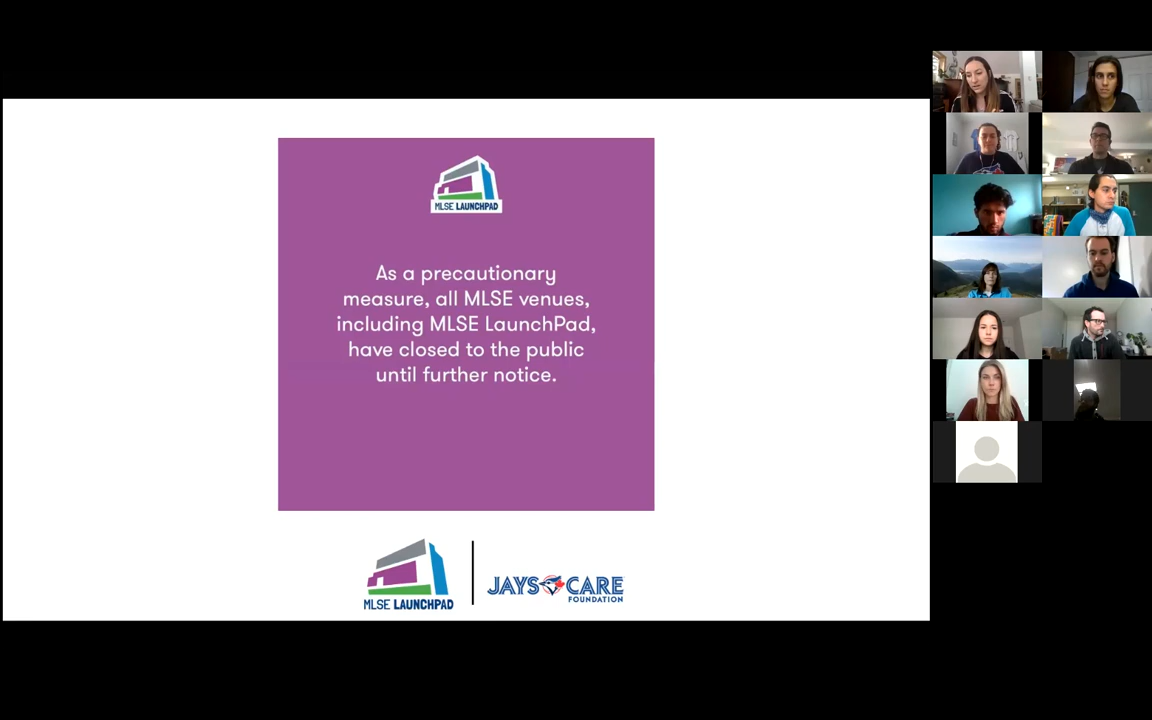 MLSE LAUNCHPAD
As a precautionary
measure, all MLSE venues,
including MLSE LaunchPad,
have closed to the public
until further notice.
MLSE LAUNCHPAD
JAYS CARE
FOUNDATION